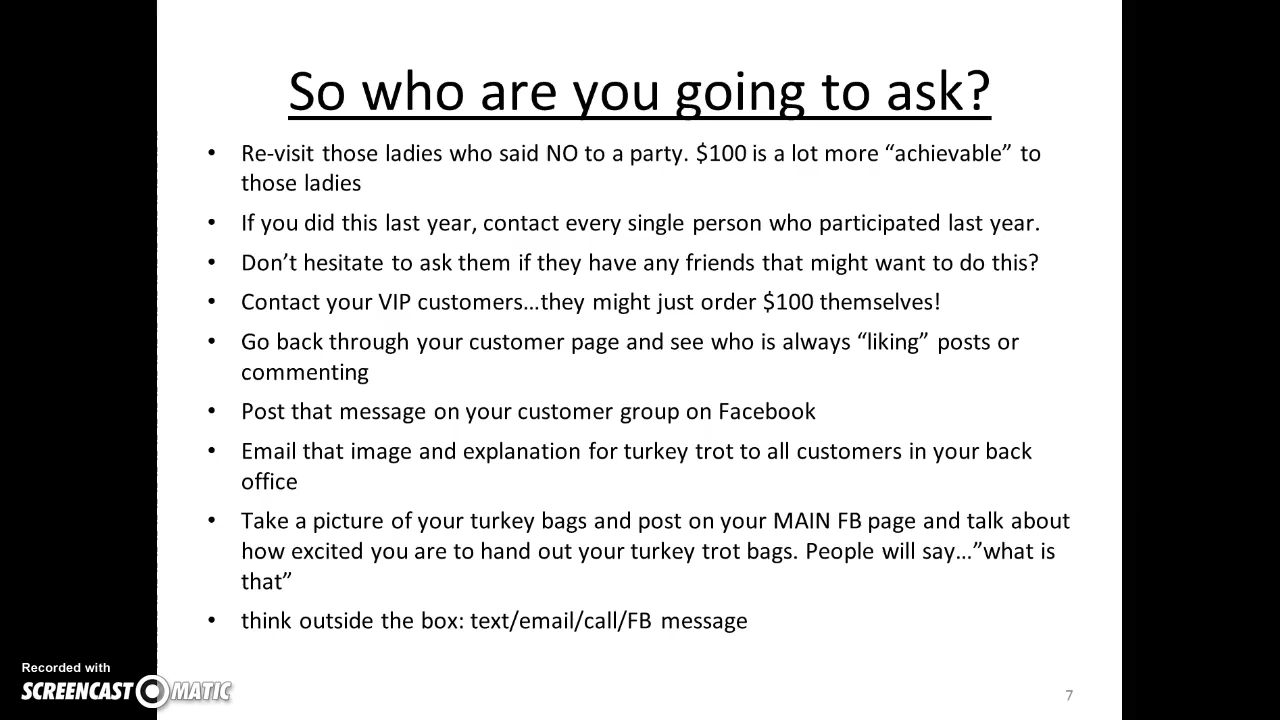 So who are you going to ask?
• Re-visit those ladies who said NO to a party. $100 is a lot more “achievable” to
those ladies
• If you did this last year, contact every single person who participated last year.
• Don’t hesitate to ask them if they have any friends that might want to do this?
• Contact your VIP customers…they might just order $100 themselves!
• Go back through your customer page and see who is always “liking” posts or
commenting
• Post that message on your customer group on Facebook
• Email that image and explanation for turkey trot to all customers in your back
office
• Take a picture of your turkey bags and post on your MAIN FB page and talk about
how excited you are to hand out your turkey trot bags. People will say…”what is
that”
• think outside the box: text/email/call/FB message
Recorded with
SCREENCAST MATIC
7